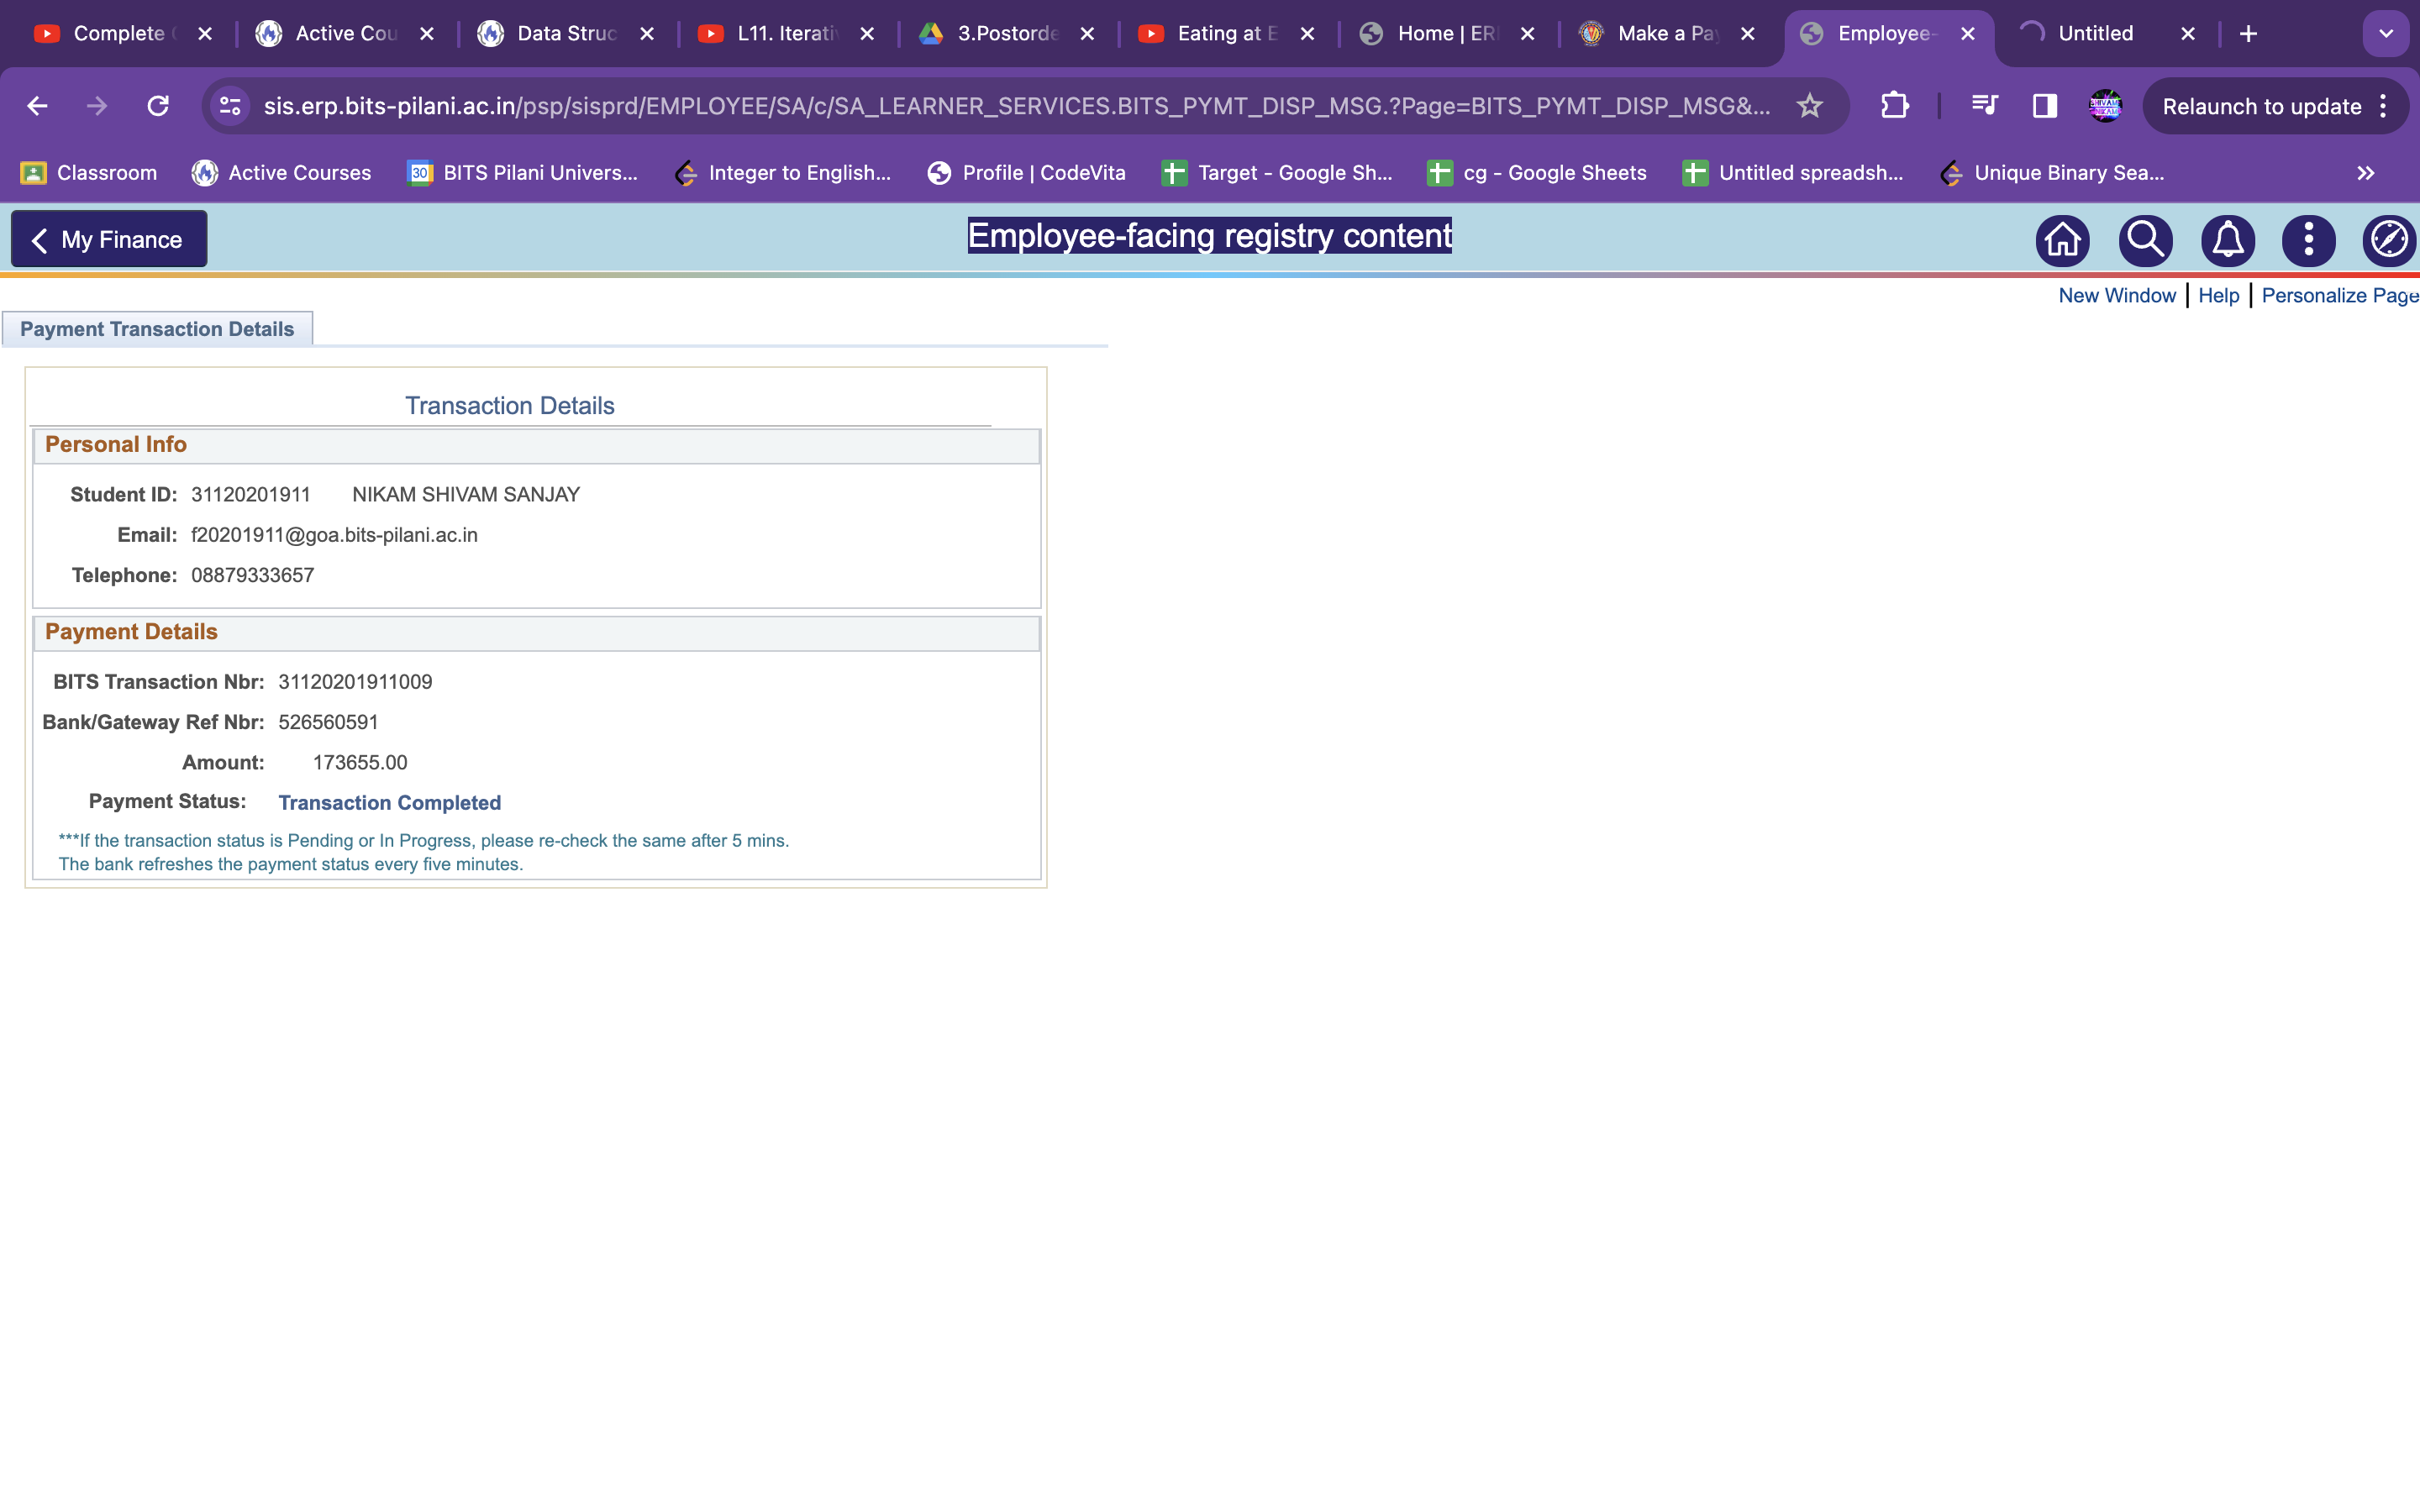 Complete
Active Cou
Data Struc
L11. Iterati
3.Postorde
Eating at E
Home | ER
Make a Pay
Employee-
Untitled
sis.erp.bits-pilani.ac.in/psp/sisprd/EMPLOYEE/SA/c/SA_LEARNER_SERVICES.BITS_PYMT_DISP_MSG.?Page=BITS_PYMT_DISP_MSG&...
Relaunch to update
Classroom
Active Courses
30
BITS Pilani Univers...
Integer to English...
Profile | CodeVita
Target - Google Sh...
cg - Google Sheets
Untitled spreadsh...
Unique Binary Sea...
My Finance
Employee-facing registry content
New Window | Help | Personalize Page
Payment Transaction Details
Transaction Details
Personal Info
Student ID: 31120201911 NIKAM SHIVAM SANJAY
Email: f20201911@goa.bits-pilani.ac.in
Telephone: 08879333657
Payment Details
BITS Transaction Nbr: 31120201911009
Bank/Gateway Ref Nbr: 526560591
Amount: 173655.00
Payment Status: Transaction Completed
***If the transaction status is Pending or In Progress, please re-check the same after 5 mins.
The bank refreshes the payment status every five minutes.